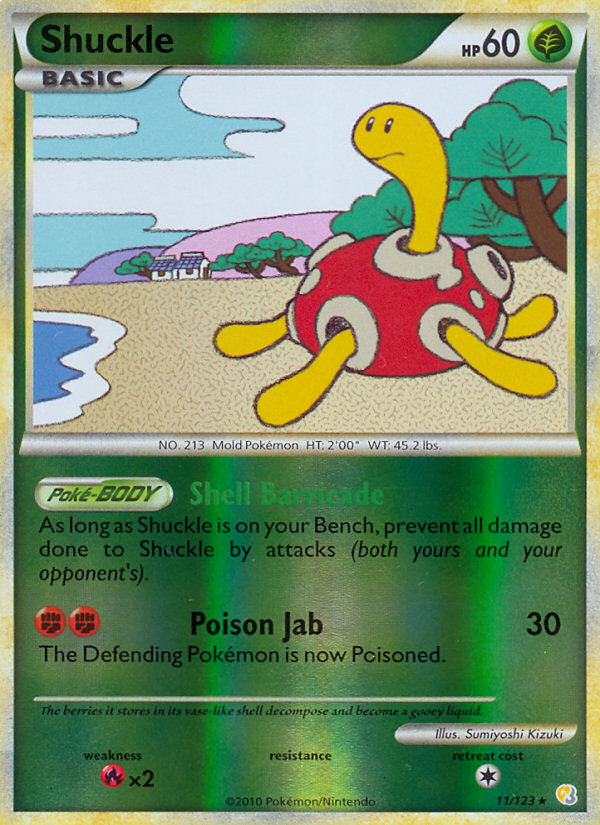 Shuckle
HP 60
BASIC
NO. 213 Mold Pokémon HT: 2'00" WT: 45.2 lbs.
Poké-BODY Shell Barricade
As long as Shuckle is on your Bench, prevent all damage
done to Shuckle by attacks (both yours and your
opponent's).
Poison Jab 30
The Defending Pokémon is now Poisoned.
The berries it stores in its vase-like shell decompose and become a gooey liquid.
Illus. Sumiyoshi Kizuki
weakness resistance retreat cost
×2
©2010 Pokémon/Nintendo 11/123 ★